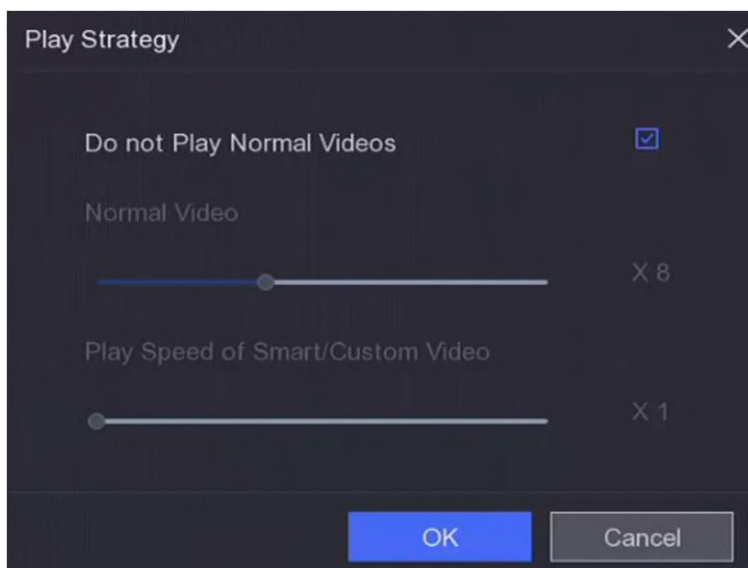 Play Strategy
Do not Play Normal Videos
Normal Video
X 8
Play Speed of Smart/Custom Video
X 1
OK
Cancel